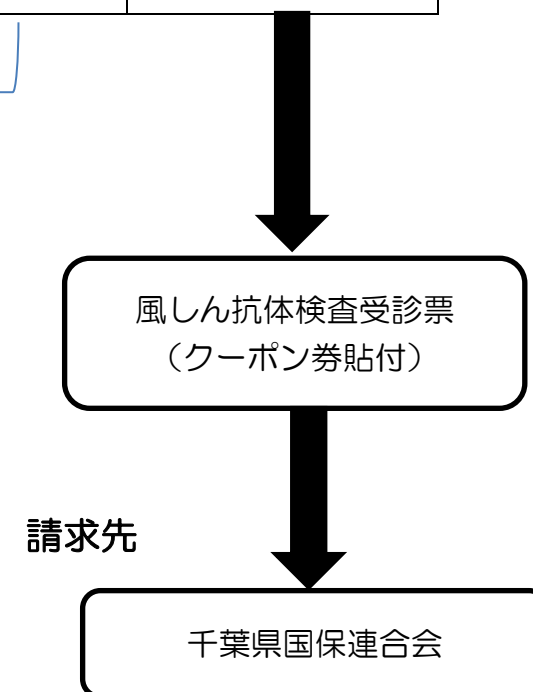 風しん抗体検査受診票
（クーポン券貼付）
請求先
千葉県国保連合会